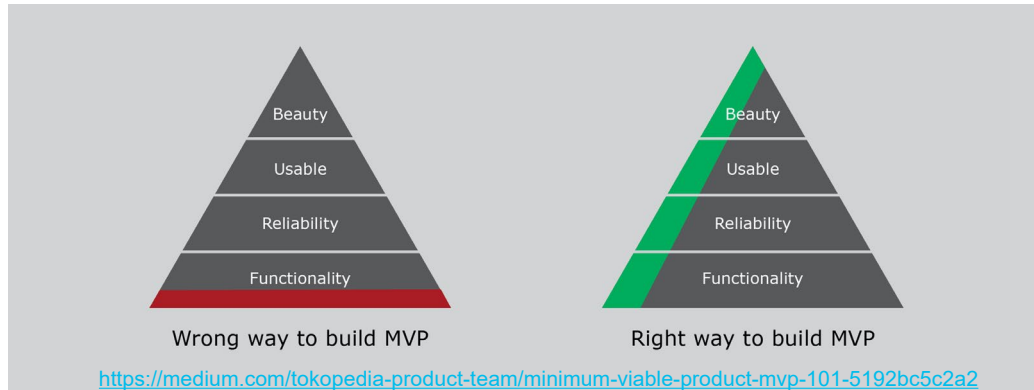 Beauty
Usable
Reliability
Functionality
Wrong way to build MVP
Beauty
Usable
Reliability
Functionality
Right way to build MVP
https://medium.com/tokopedia-product-team/minimum-viable-product-mvp-101-5192bc5c2a2